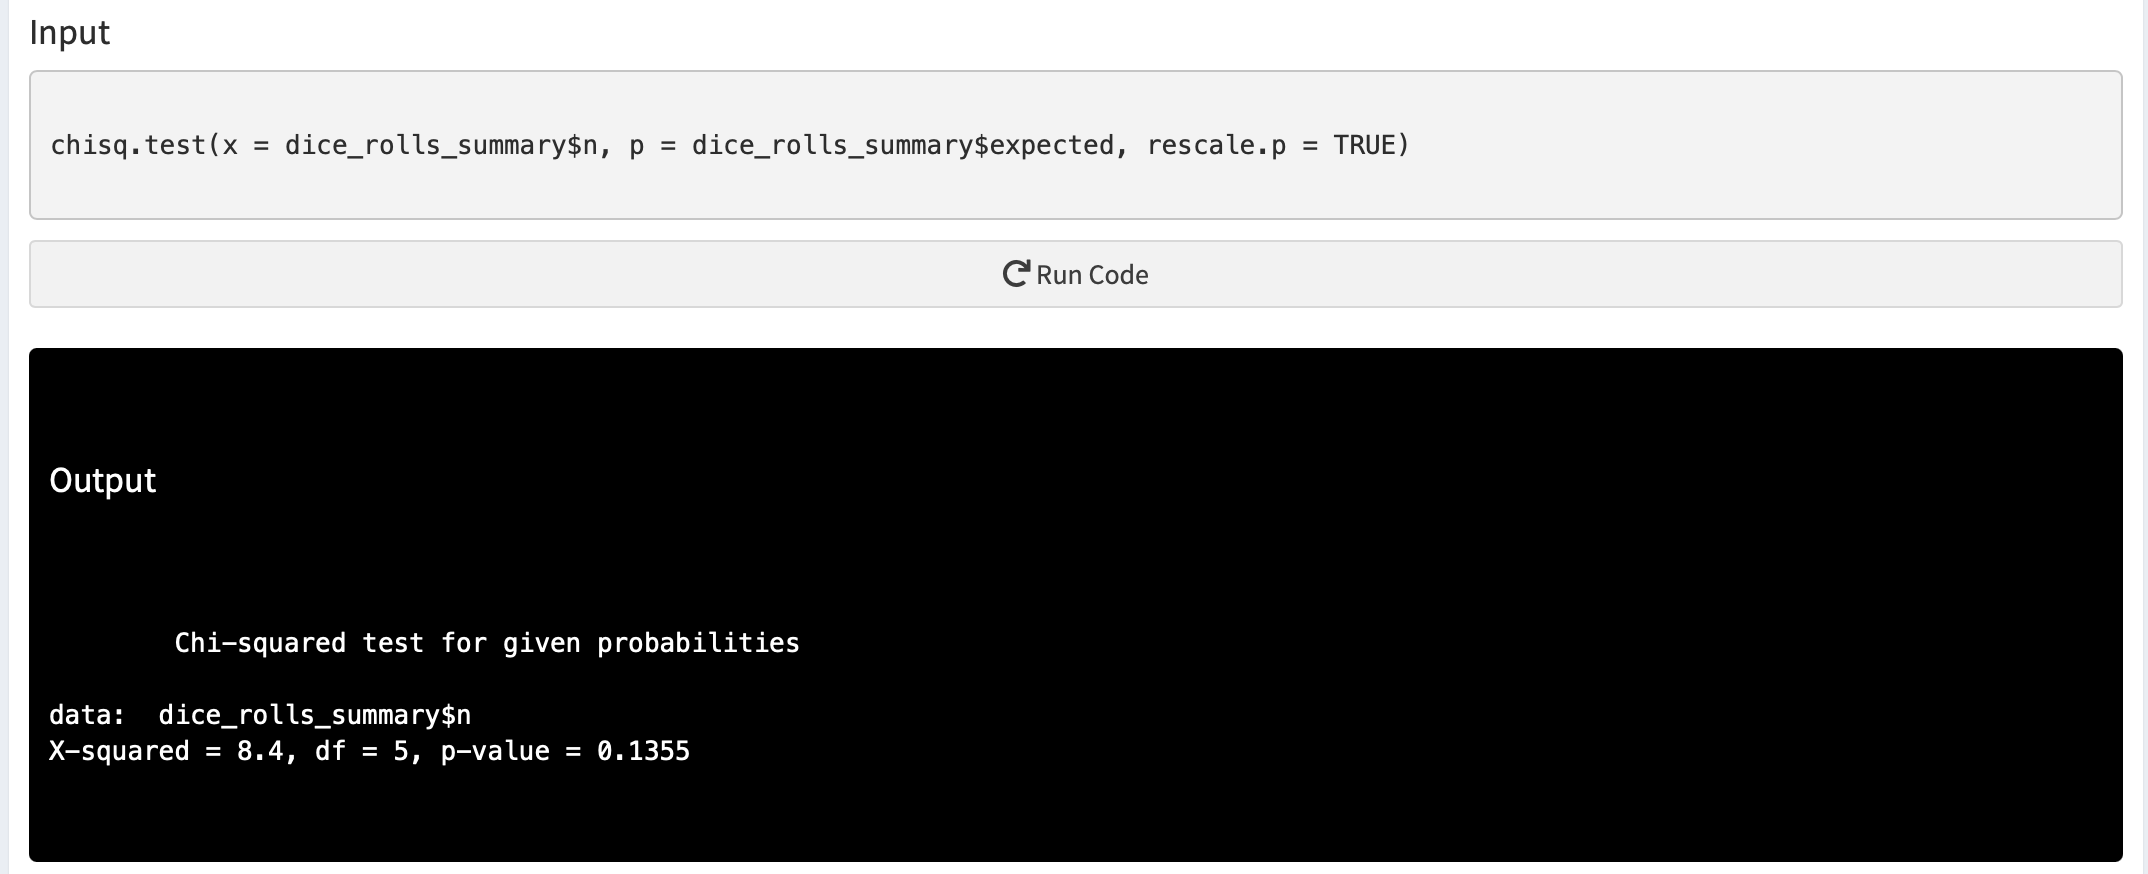 Input
chisq.test(x = dice_rolls_summary$n, p = dice_rolls_summary$expected, rescale.p = TRUE)
Run Code
Output
Chi-squared test for given probabilities
data:  dice_rolls_summary$n
X-squared = 8.4, df = 5, p-value = 0.1355